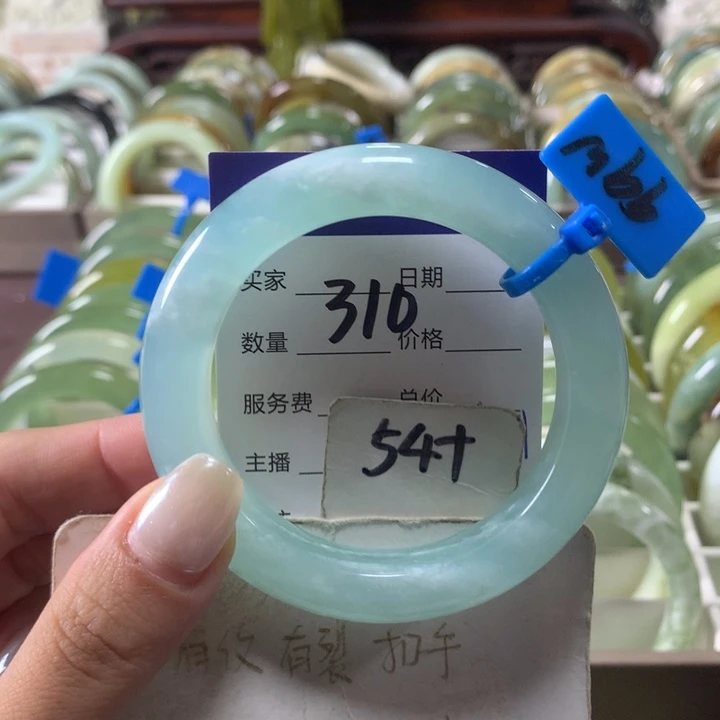 买家 日期
310
数量 价格
服务费 总价
主播
54+
有纹 有裂 扣手